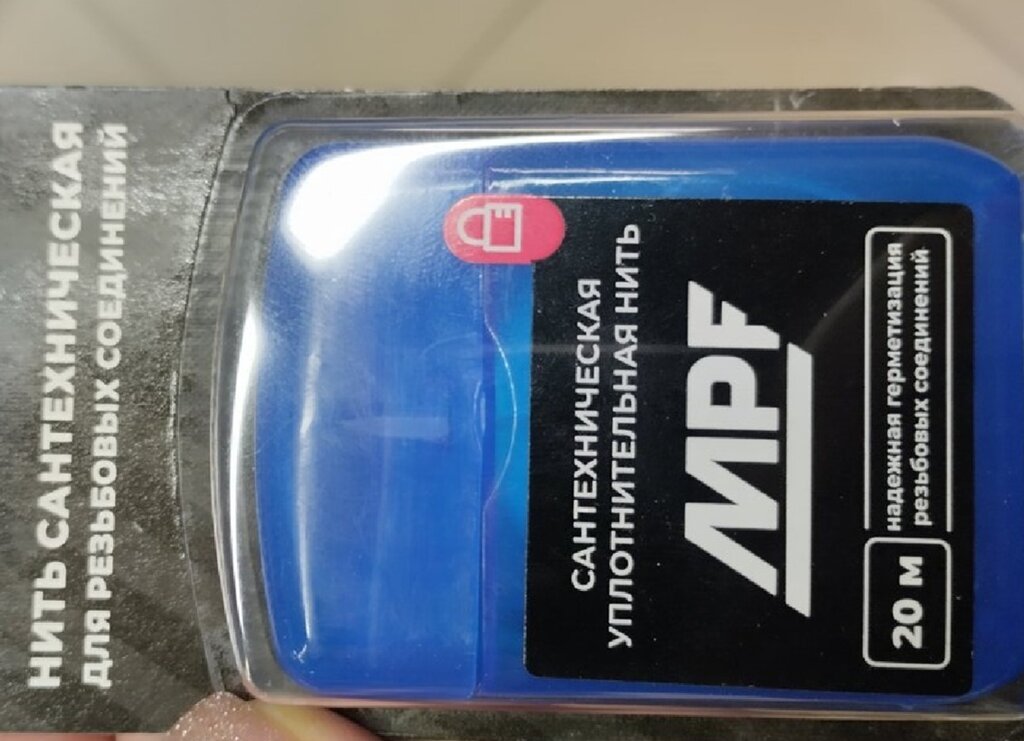 НИТЬ САНТЕХНИЧЕСКАЯ
ДЛЯ РЕЗЬБОВЫХ СОЕДИНЕНИЙ
САНТЕХНИЧЕСКАЯ
УПЛОТНИТЕЛЬНАЯ НИТЬ
MPF
20 м
надежная герметизация
резьбовых соединений